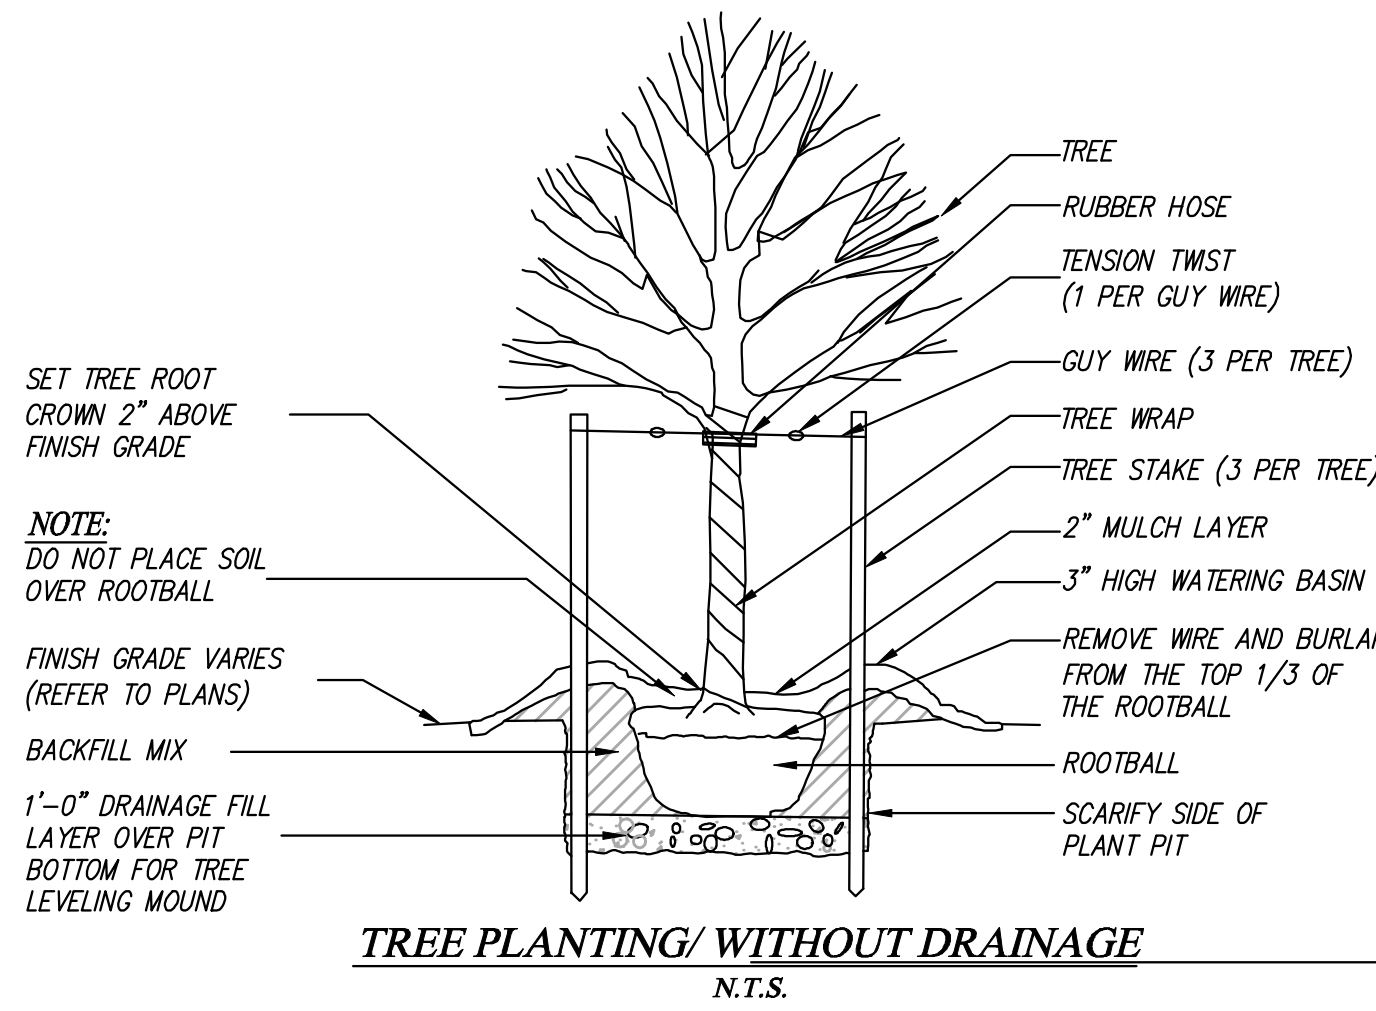 TREE
RUBBER HOSE
TENSION TWIST
(1 PER GUY WIRE)
GUY WIRE (3 PER TREE)
TREE WRAP
TREE STAKE (3 PER TREE)
2" MULCH LAYER
3" HIGH WATERING BASIN
REMOVE WIRE AND BURLAP
FROM THE TOP 1/3 OF
THE ROOTBALL
ROOTBALL
SCARIFY SIDE OF
PLANT PIT
SET TREE ROOT
CROWN 2" ABOVE
FINISH GRADE
NOTE:
DO NOT PLACE SOIL
OVER ROOTBALL
FINISH GRADE VARIES
(REFER TO PLANS)
BACKFILL MIX
1'-0" DRAINAGE FILL
LAYER OVER PIT
BOTTOM FOR TREE
LEVELING MOUND
TREE PLANTING/ WITHOUT DRAINAGE
N.T.S.